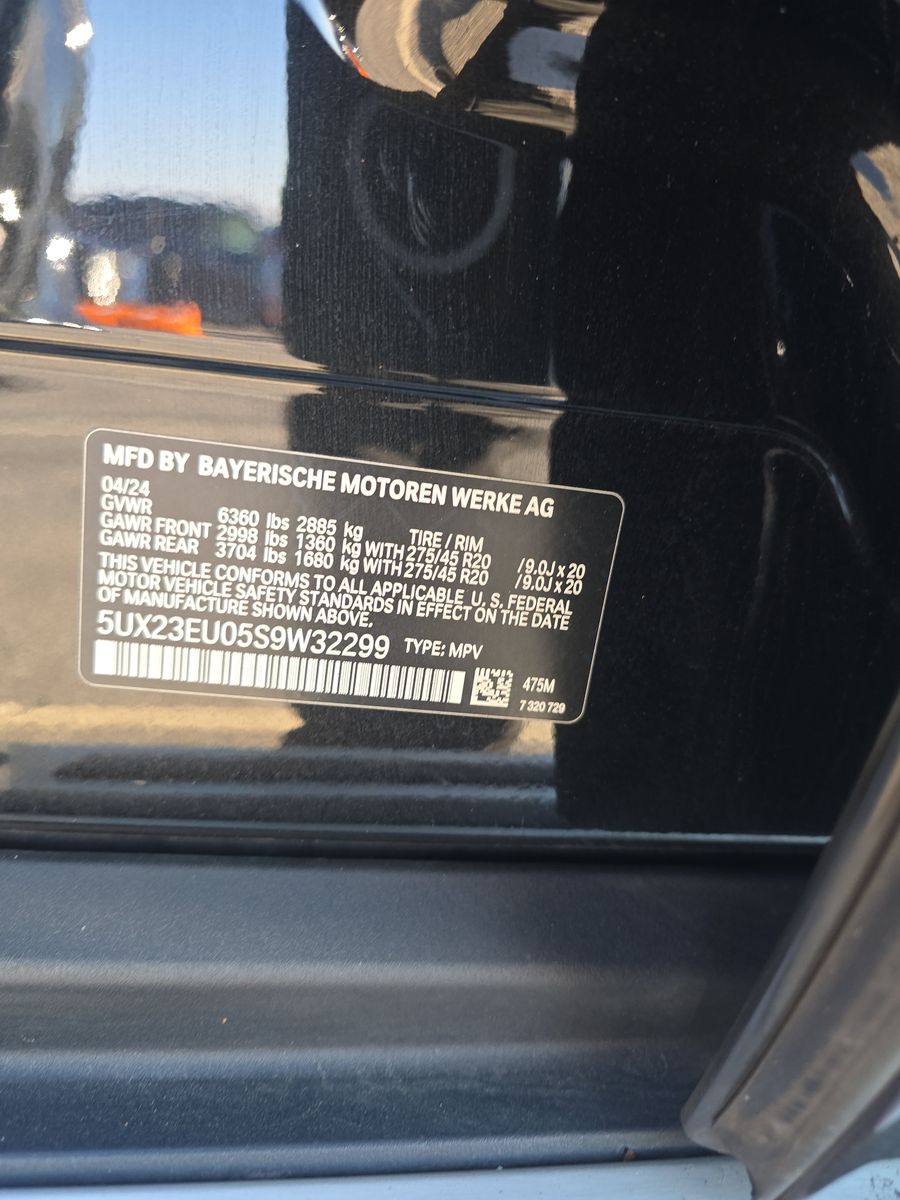 MFD BY BAYERISCHE MOTOREN WERKE AG
04/24
GVWR 6360 lbs 2885 kg TIRE / RIM
GAWR FRONT 2998 lbs 1360 kg WITH 275/45 R20 /9.0J x 20
GAWR REAR 3704 lbs 1680 kg WITH 275/45 R20 /9.0J x 20
THIS VEHICLE CONFORMS TO ALL APPLICABLE U.S. FEDERAL
MOTOR VEHICLE SAFETY STANDARDS IN EFFECT ON THE DATE
OF MANUFACTURE SHOWN ABOVE.
5UX23EU05S9W32299 TYPE: MPV
475M
7 320 729